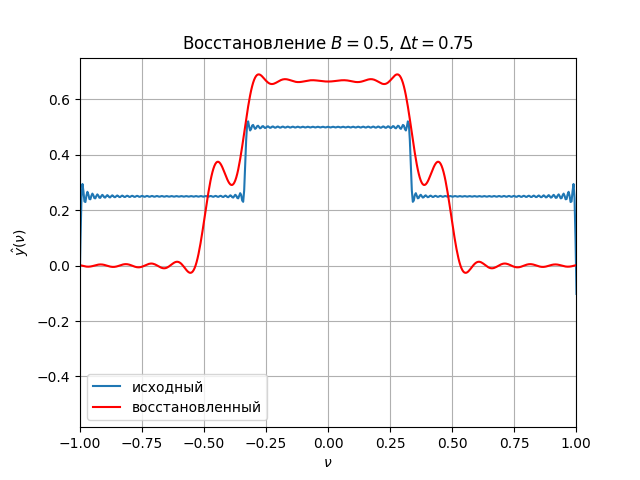 Восстановление B = 0.5, Δt = 0.75
ŷ(ν)
0.6
0.4
0.2
0.0
−0.2
−0.4
исходный
восстановленный
−1.00 −0.75 −0.50 −0.25 0.00 0.25 0.50 0.75 1.00
ν